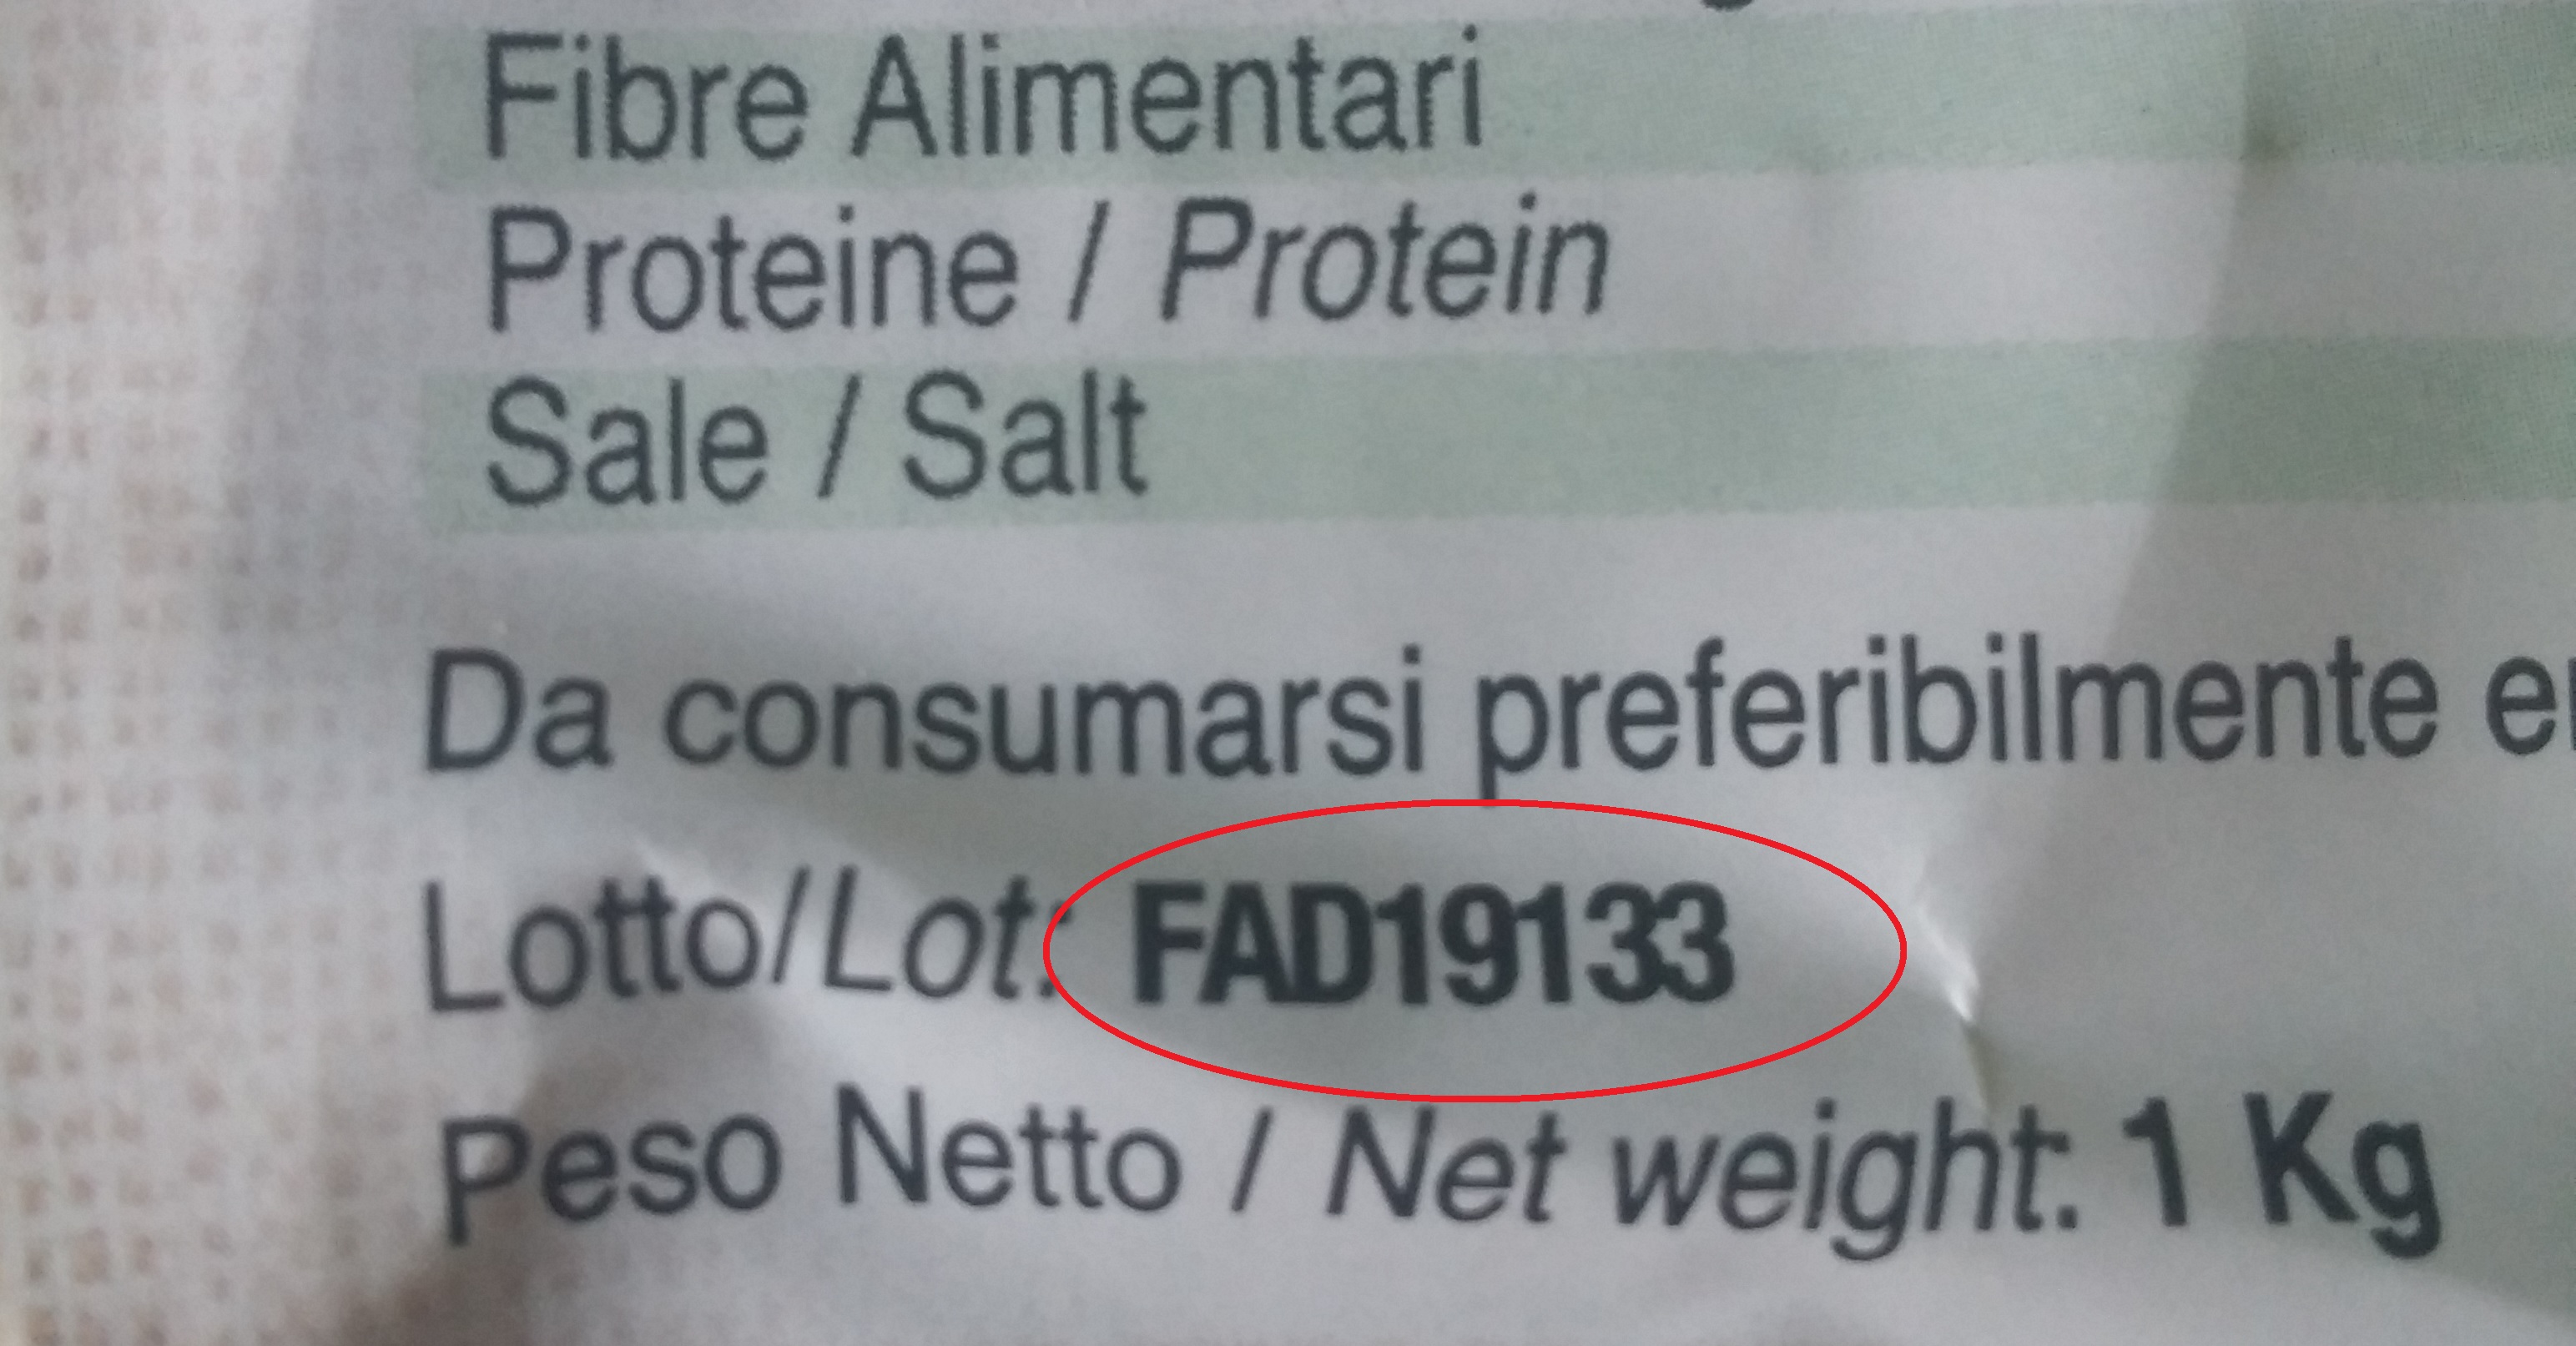 Fibre Alimentari
Proteine / Protein
Sale / Salt
Da consumarsi preferibilmente
Lotto/Lot: FAD19133
Peso Netto / Net weight: 1 Kg